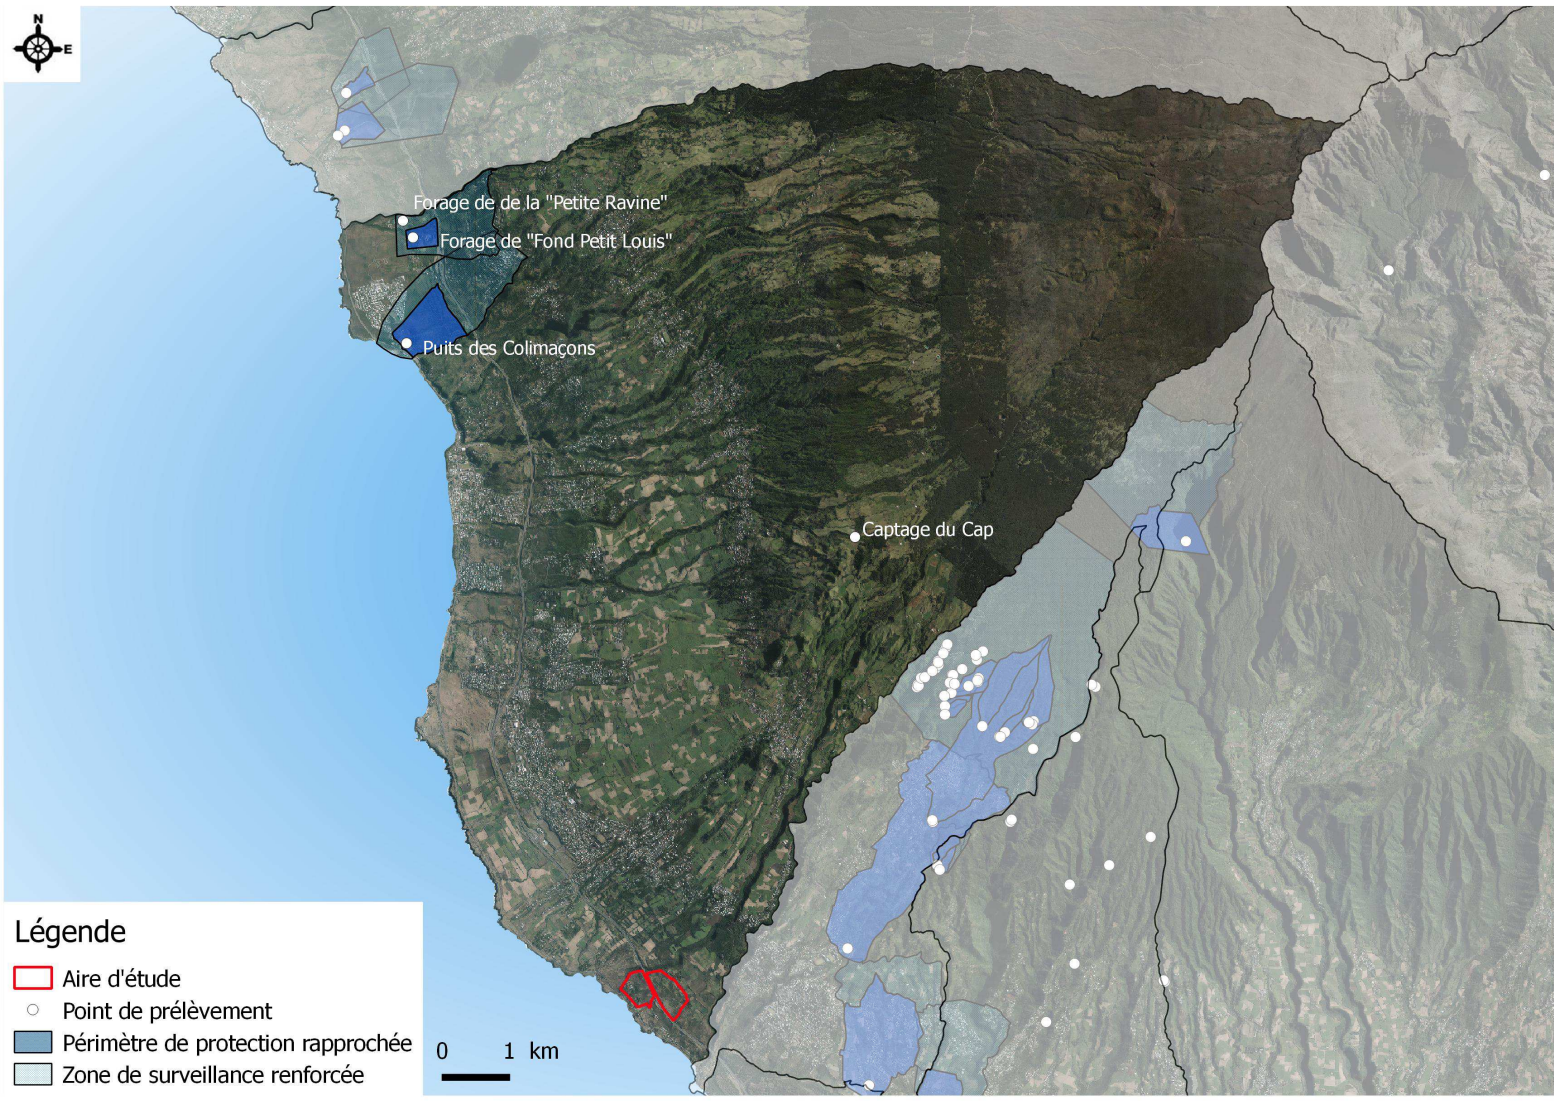 N
E
Forage de de la "Petite Ravine"
Forage de "Fond Petit Louis"
Puits des Colimaçons
Captage du Cap
Légende
Aire d'étude
Point de prélèvement
Périmètre de protection rapprochée
Zone de surveillance renforcée
0 1 km